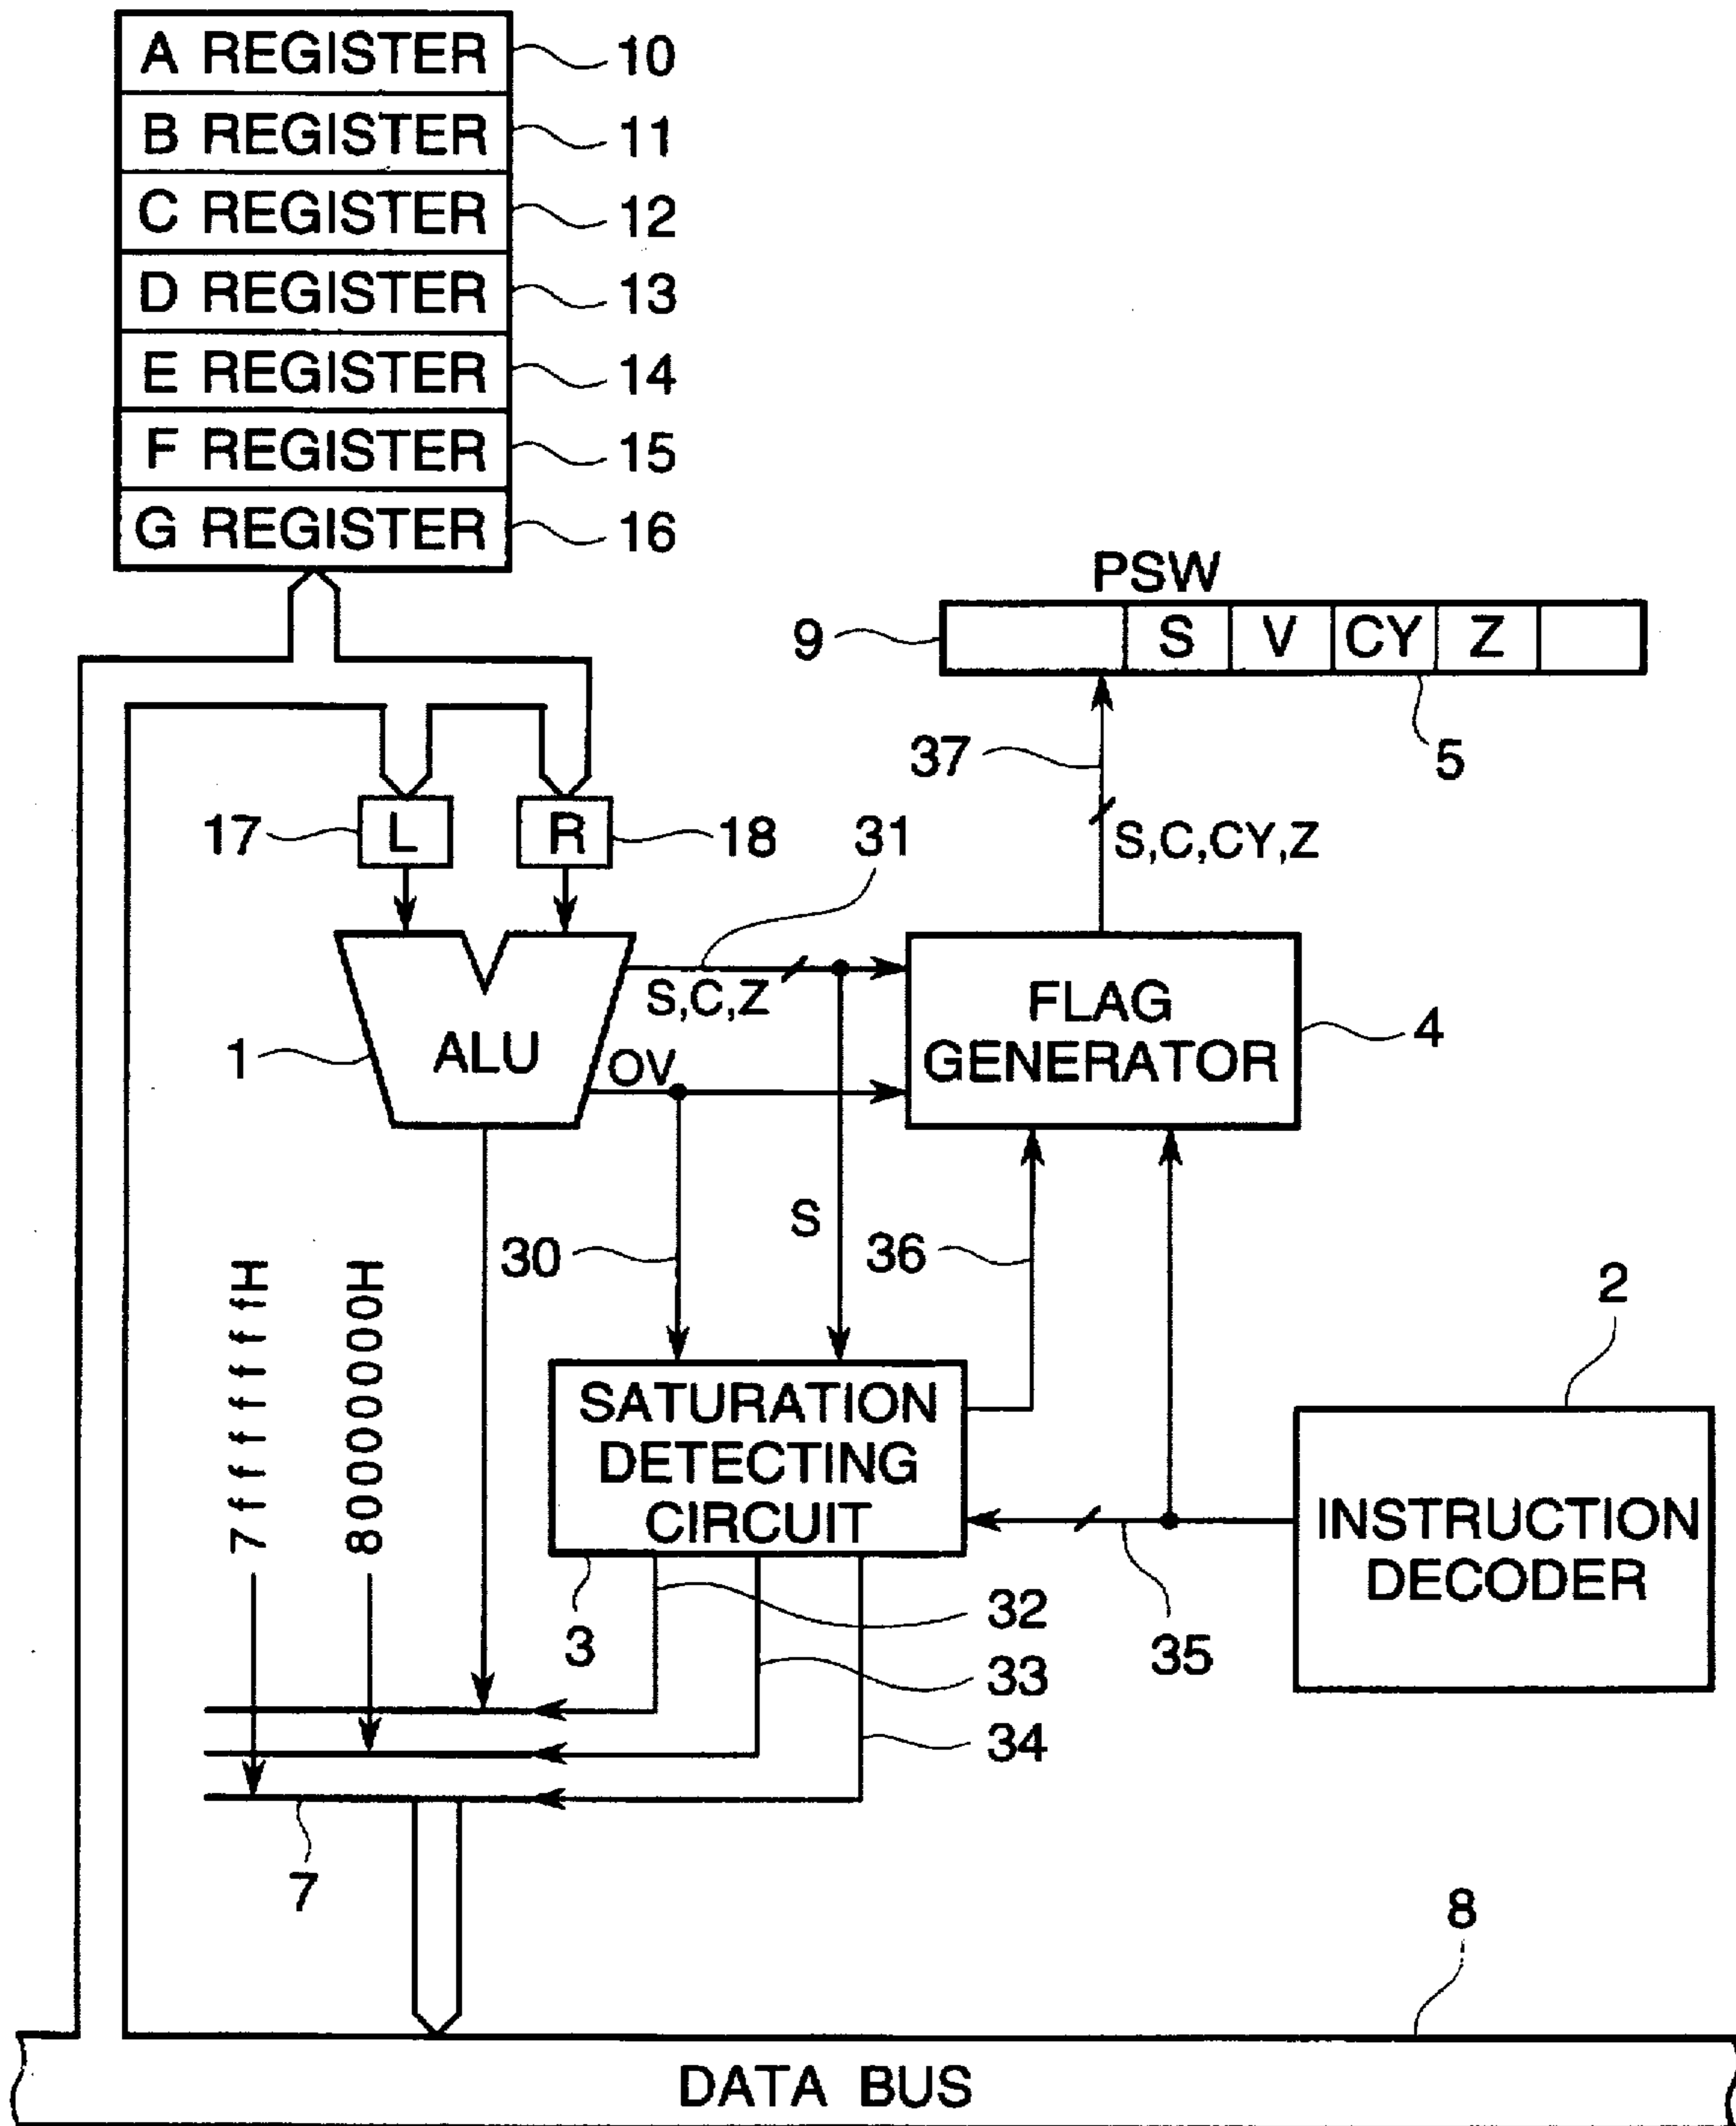 A REGISTER
10
B REGISTER
11
C REGISTER
12
D REGISTER
13
E REGISTER
14
F REGISTER
15
G REGISTER
16
PSW
9
S
V
CY
Z
5
37
S,C,CY,Z
17
L
R
18
31
S,C,Z
1
ALU
OV
FLAG
GENERATOR
4
30
S
36
7fffffffH
80000000H
2
SATURATION
DETECTING
CIRCUIT
3
INSTRUCTION
DECODER
35
32
33
34
7
8
DATA BUS